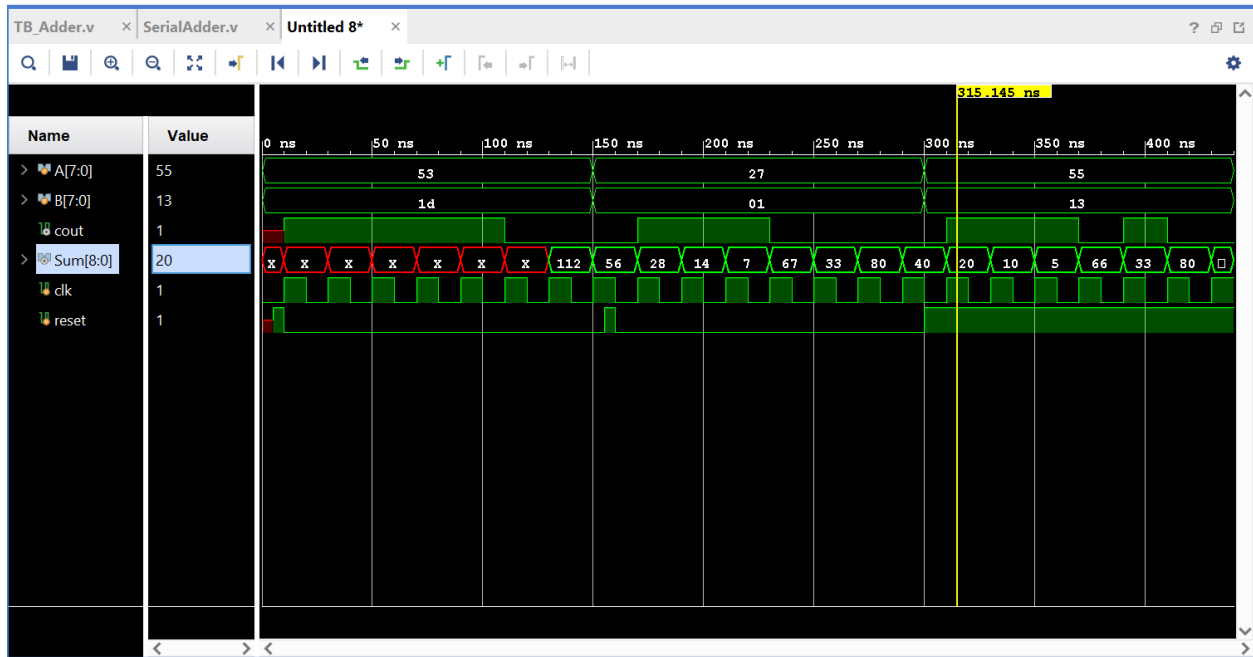 TB_Adder.v × SerialAdder.v × Untitled 8* × ?
315.145 ns
Name Value 0 ns 50 ns 100 ns 150 ns 200 ns 250 ns 300 ns 350 ns 400 ns
> A[7:0] 55 53 27 55
> B[7:0] 13 1d 01 13
cout 1
> Sum[8:0] 20 x x x x x x x 112 56 28 14 7 67 33 80 40 20 10 5 66 33 80
clk 1
reset 1